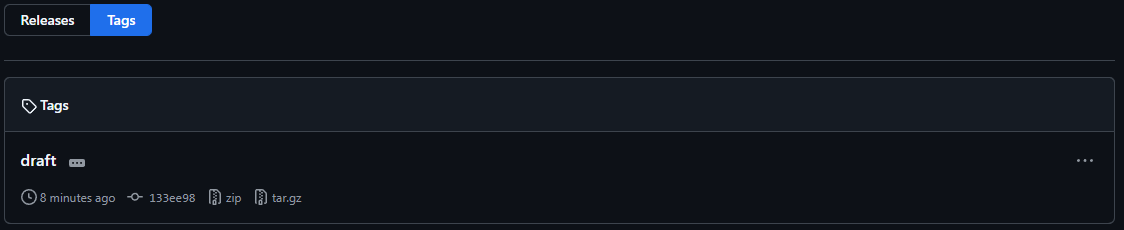 Releases Tags
Tags
draft
8 minutes ago 133ee98 zip tar.gz